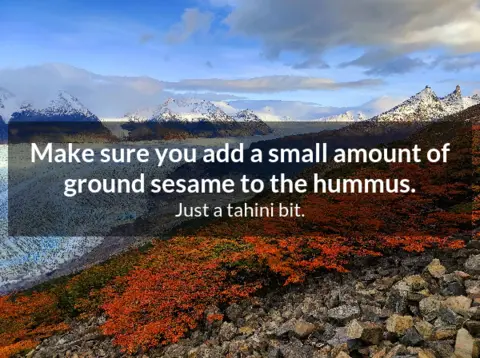 Make sure you add a small amount of
ground sesame to the hummus.
Just a tahini bit.